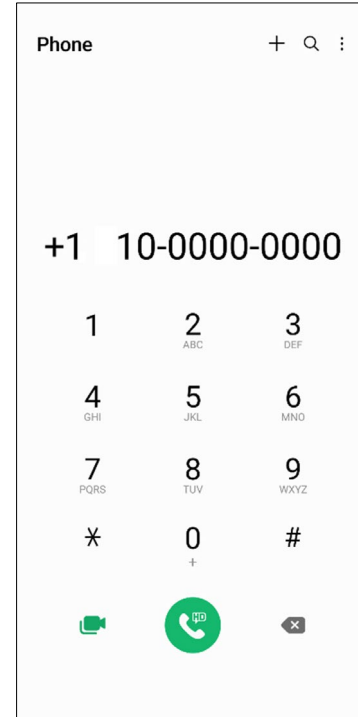 Phone
+1 10-0000-0000
1 2 3
ABC DEF
4 5 6
GHI JKL MNO
7 8 9
PQRS TUV WXYZ
* 0 #
+
HD